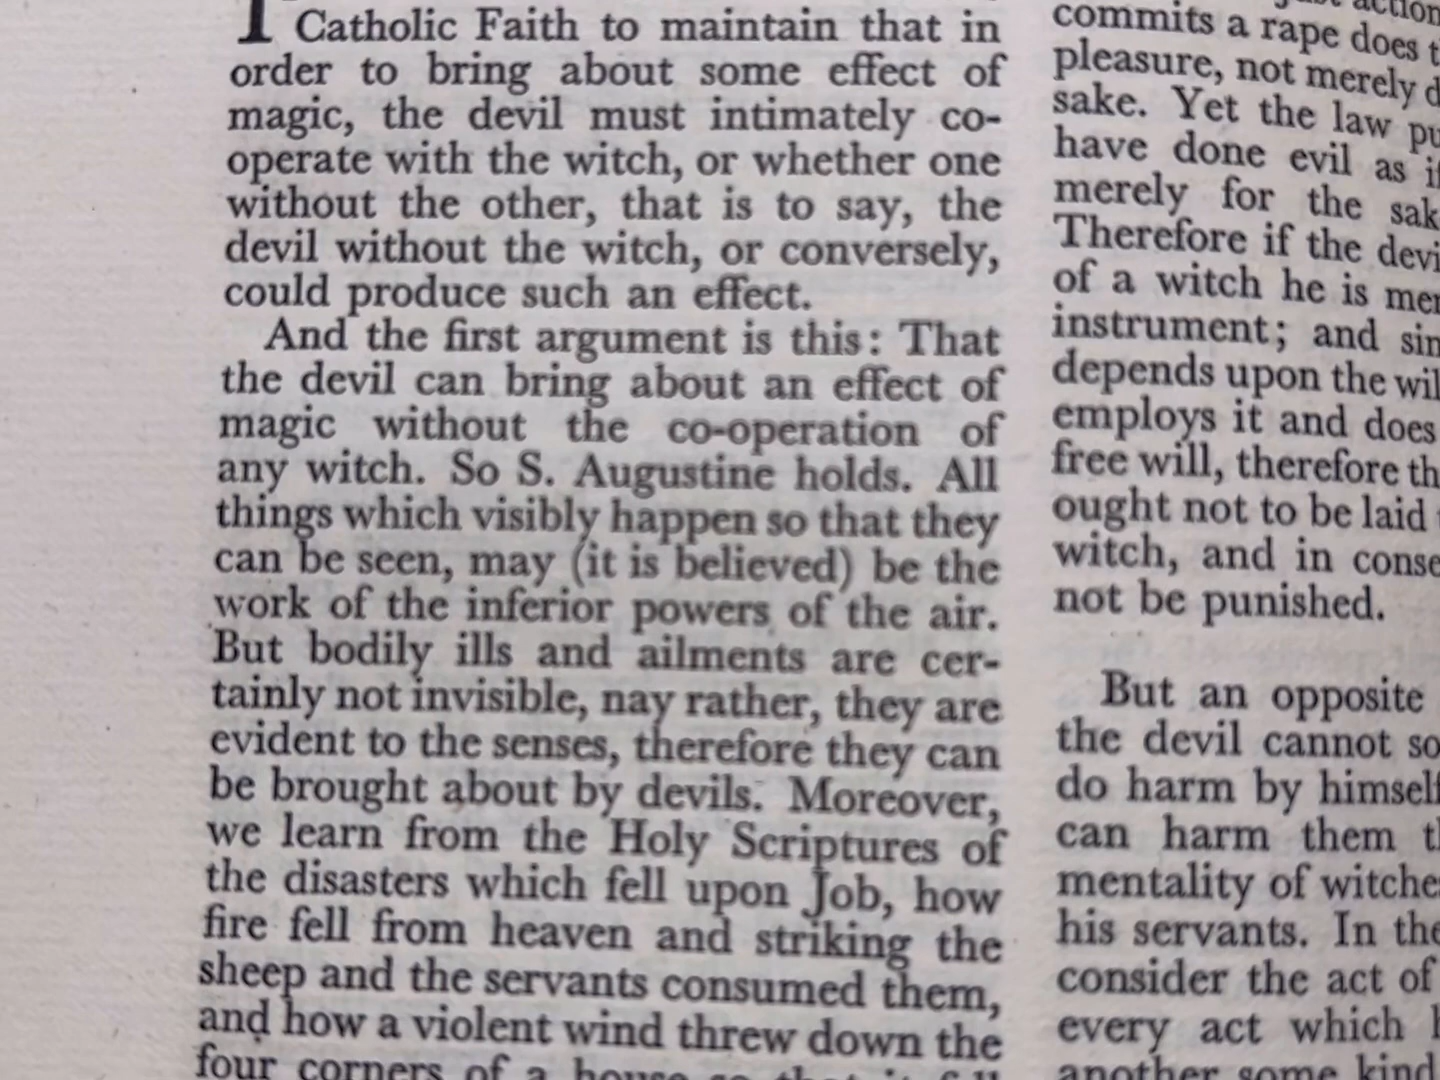 Catholic Faith to maintain that in
order to bring about some effect of
magic, the devil must intimately co-
operate with the witch, or whether one
without the other, that is to say, the
devil without the witch, or conversely,
could produce such an effect.
And the first argument is this: That
the devil can bring about an effect of
magic without the co-operation of
any witch. So S. Augustine holds. All
things which visibly happen so that they
can be seen, may (it is believed) be the
work of the inferior powers of the air.
But bodily ills and ailments are cer-
tainly not invisible, nay rather, they are
evident to the senses, therefore they can
be brought about by devils. Moreover,
we learn from the Holy Scriptures of
the disasters which fell upon Job, how
fire fell from heaven and striking the
sheep and the servants consumed them,
and how a violent wind threw down the
four corners of a house so that it fell
commits a rape does
pleasure, not merely
sake. Yet the law
have done evil as
merely for the
Therefore if the
of a witch he is
instrument; and
depends upon the
employs it and does
free will, therefore
ought not to be laid
witch, and in
not be punished.
But an opposite
the devil cannot
do harm by
can harm them
mentality of
his servants. In
consider the act of
every act which
another some kind